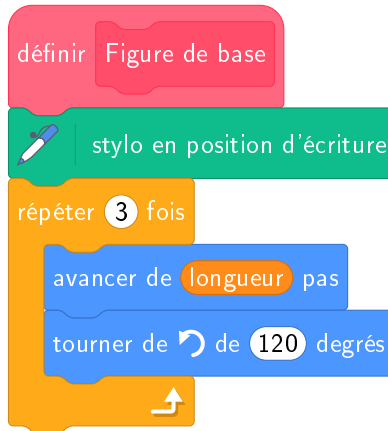 définir Figure de base
stylo en position d'écriture
répéter 3 fois
avancer de longueur pas
tourner de de 120 degrés